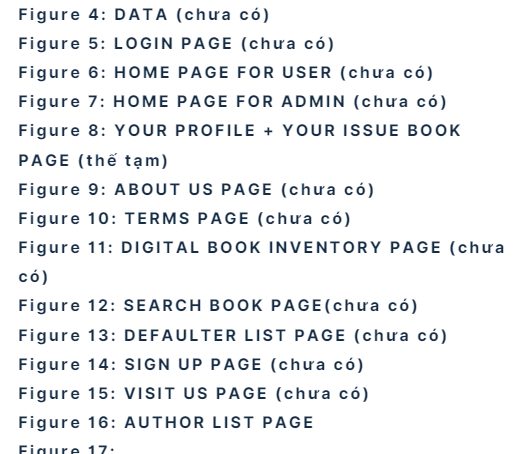 Figure 4: DATA (chưa có)
Figure 5: LOGIN PAGE (chưa có)
Figure 6: HOME PAGE FOR USER (chưa có)
Figure 7: HOME PAGE FOR ADMIN (chưa có)
Figure 8: YOUR PROFILE + YOUR ISSUE BOOK
PAGE (thế tạm)
Figure 9: ABOUT US PAGE (chưa có)
Figure 10: TERMS PAGE (chưa có)
Figure 11: DIGITAL BOOK INVENTORY PAGE (chưa
có)
Figure 12: SEARCH BOOK PAGE(chưa có)
Figure 13: DEFAULTER LIST PAGE (chưa có)
Figure 14: SIGN UP PAGE (chưa có)
Figure 15: VISIT US PAGE (chưa có)
Figure 16: AUTHOR LIST PAGE
Figure 17: